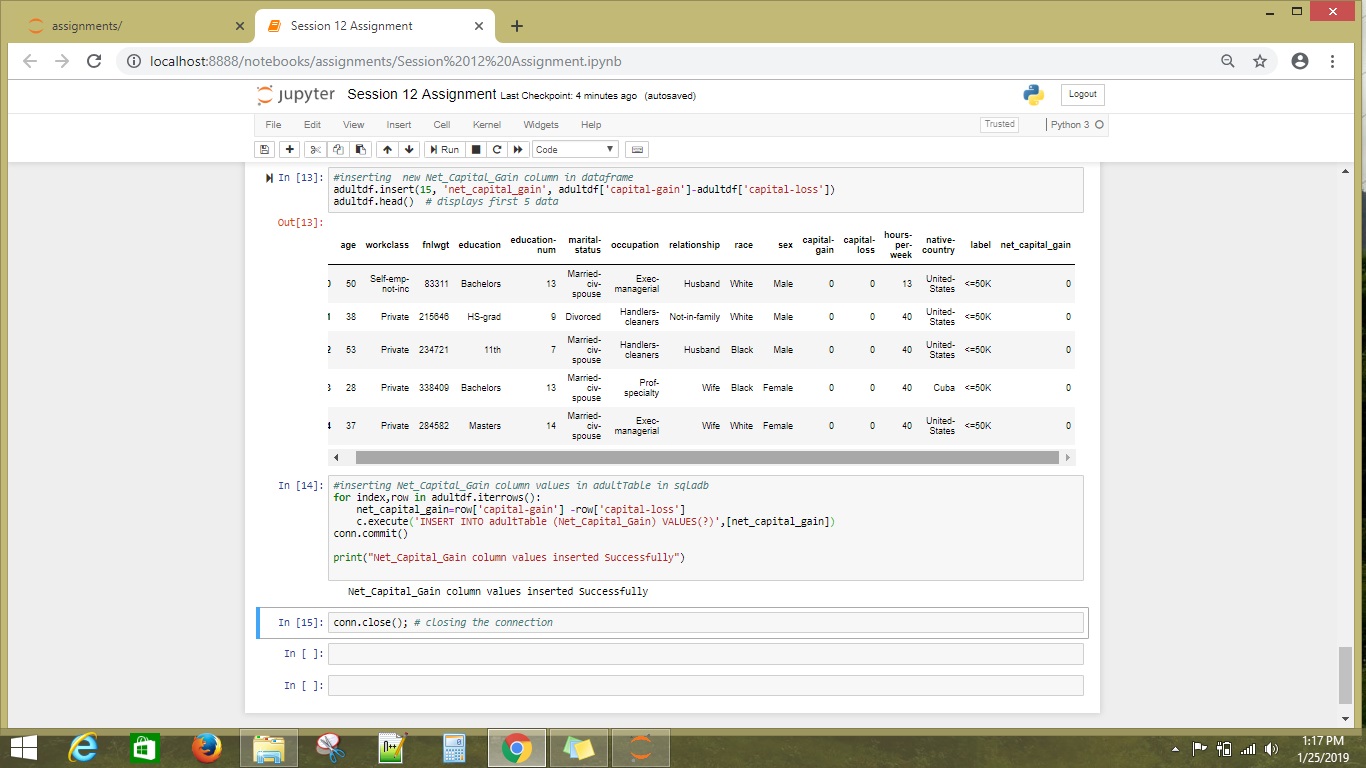 assignments/
Session 12 Assignment
localhost:8888/notebooks/assignments/Session%2012%20Assignment.ipynb
jupyter Session 12 Assignment Last Checkpoint: 4 minutes ago (autosaved)
Logout
File Edit View Insert Cell Kernel Widgets Help
Trusted
Python 3
Run
Code
In [13]: #inserting  new Net_Capital_Gain column in dataframe
adultdf.insert(15, 'net_capital_gain', adultdf['capital-gain']-adultdf['capital-loss'])
adultdf.head()  # displays first 5 data
Out[13]:
age workclass fnlwgt education education-num marital-status occupation relationship race sex capital-gain capital-loss hours-per-week native-country label net_capital_gain
0 50 Self-emp-not-inc 83311 Bachelors 13 Married-civ-spouse Exec-managerial Husband White Male 0 0 13 United-States <=50K 0
1 38 Private 215646 HS-grad 9 Divorced Handlers-cleaners Not-in-family White Male 0 0 40 United-States <=50K 0
2 53 Private 234721 11th 7 Married-civ-spouse Handlers-cleaners Husband Black Male 0 0 40 United-States <=50K 0
3 28 Private 338409 Bachelors 13 Married-civ-spouse Prof-specialty Wife Black Female 0 0 40 Cuba <=50K 0
4 37 Private 284582 Masters 14 Married-civ-spouse Exec-managerial Wife White Female 0 0 40 United-States <=50K 0
In [14]: #inserting Net_Capital_Gain column values in adultTable in sqladb
for index,row in adultdf.iterrows():
    net_capital_gain=row['capital-gain'] -row['capital-loss']
    c.execute('INSERT INTO adultTable (Net_Capital_Gain) VALUES(?)',[net_capital_gain])
conn.commit()
print("Net_Capital_Gain column values inserted Successfully")
Net_Capital_Gain column values inserted Successfully
In [15]: conn.close(); # closing the connection
In [ ]:
In [ ]:
1:17 PM
1/25/2019